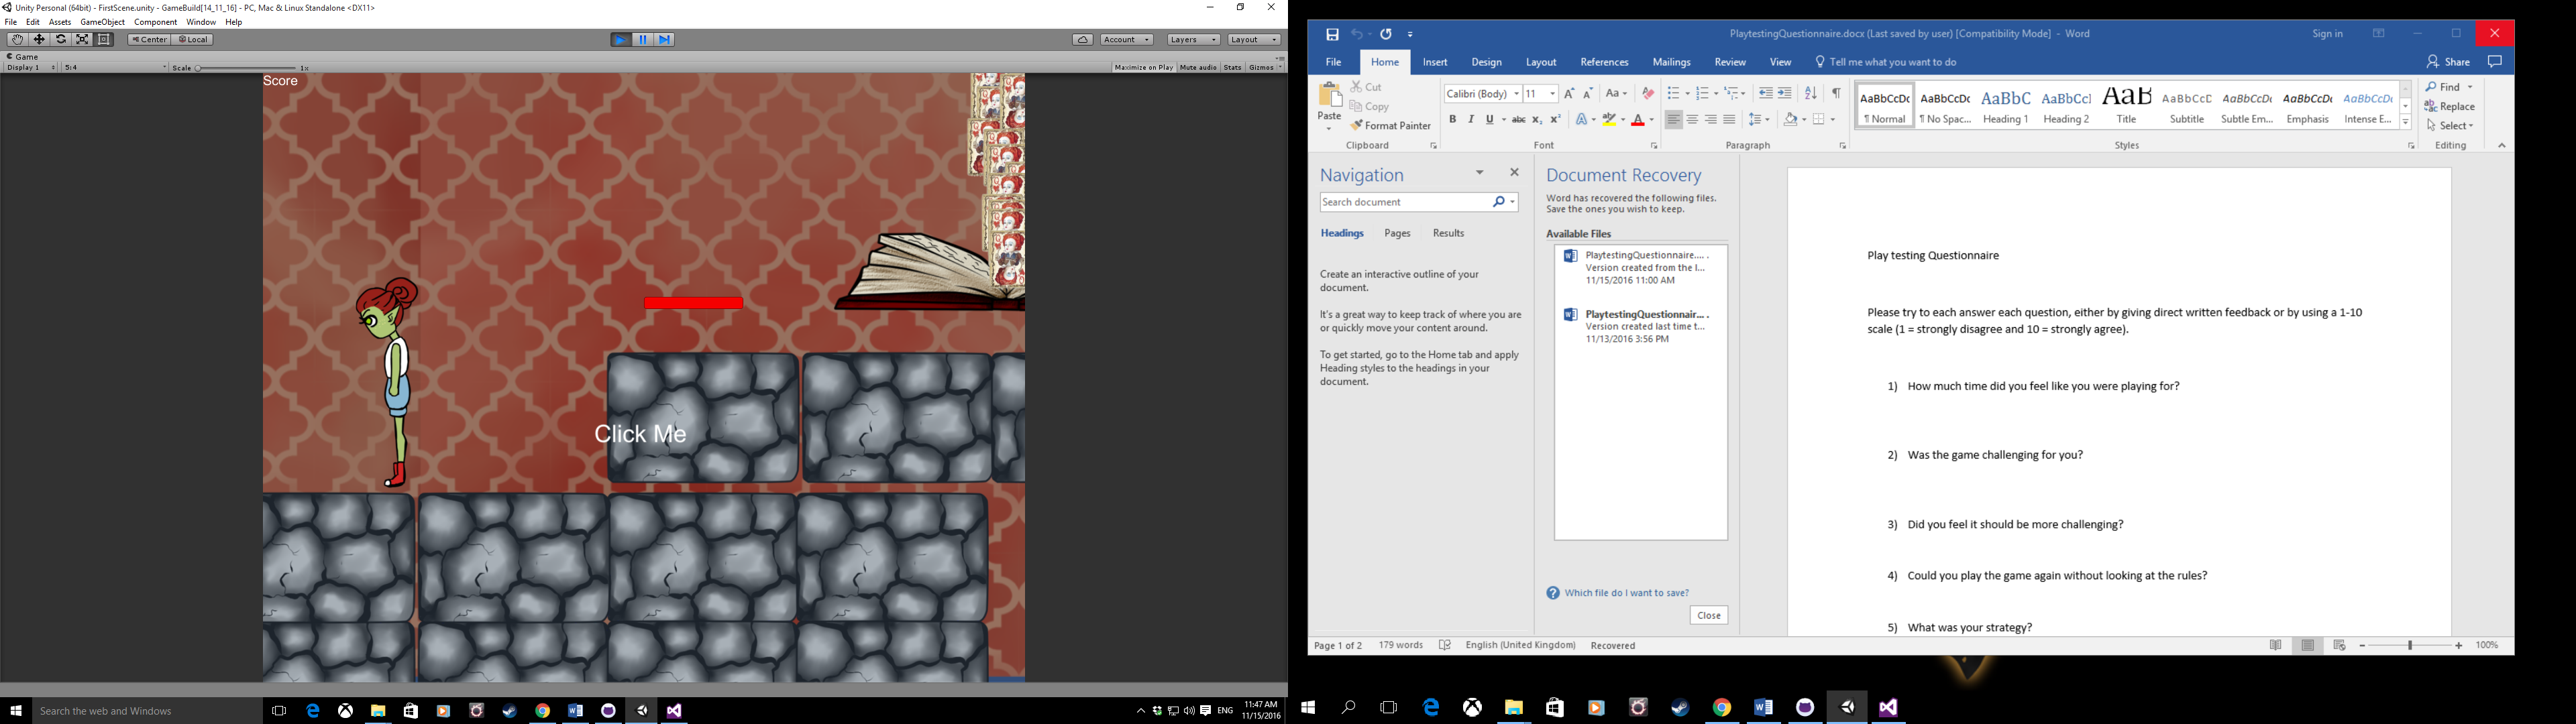 Unity Personal (64bit) - FirstScene.unity - GameBuild[14_11_16] - PC, Mac & Linux Standalone <DX11>
File Edit Assets GameObject Component Window Help
Center Local
Account Layers Layout
Game
Display 1 5:4 Scale 1x
Maximize on Play Mute audio Stats Gizmos
Score
Click Me
Search the web and Windows
ENG
11:47 AM
11/15/2016
PlaytestingQuestionnaire.docx (Last saved by user) [Compatibility Mode] - Word
Sign in
File Home Insert Design Layout References Mailings Review View Tell me what you want to do
Share
Paste
Cut
Copy
Format Painter
Clipboard
Calibri (Body) 11
Font
Paragraph
AaBbCcDc AaBbCcDc AaBbC AaBbCcI AaB AaBbCcD AaBbCcDi AaBbCcDi AaBbCcDi
¶ Normal ¶ No Spac... Heading 1 Heading 2 Title Subtitle Subtle Em... Emphasis Intense E...
Styles
Find
Replace
Select
Editing
Navigation
Search document
Headings Pages Results
Create an interactive outline of your
document.
It's a great way to keep track of where you are
or quickly move your content around.
To get started, go to the Home tab and apply
Heading styles to the headings in your
document.
Document Recovery
Word has recovered the following files.
Save the ones you wish to keep.
Available Files
PlaytestingQuestionnaire....
Version created from the l...
11/15/2016 11:00 AM
PlaytestingQuestionnair...
Version created last time t...
11/13/2016 3:56 PM
Which file do I want to save?
Close
Play testing Questionnaire
Please try to each answer each question, either by giving direct written feedback or by using a 1-10
scale (1 = strongly disagree and 10 = strongly agree).
1) How much time did you feel like you were playing for?
2) Was the game challenging for you?
3) Did you feel it should be more challenging?
4) Could you play the game again without looking at the rules?
5) What was your strategy?
Page 1 of 2 179 words English (United Kingdom) Recovered
100%